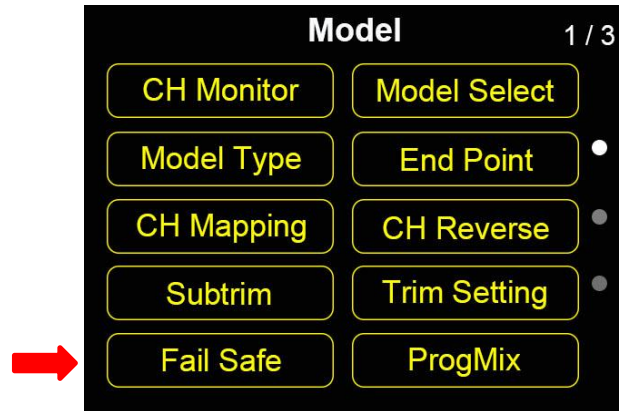 Model 1 / 3
CH Monitor Model Select
Model Type End Point
CH Mapping CH Reverse
Subtrim Trim Setting
Fail Safe ProgMix